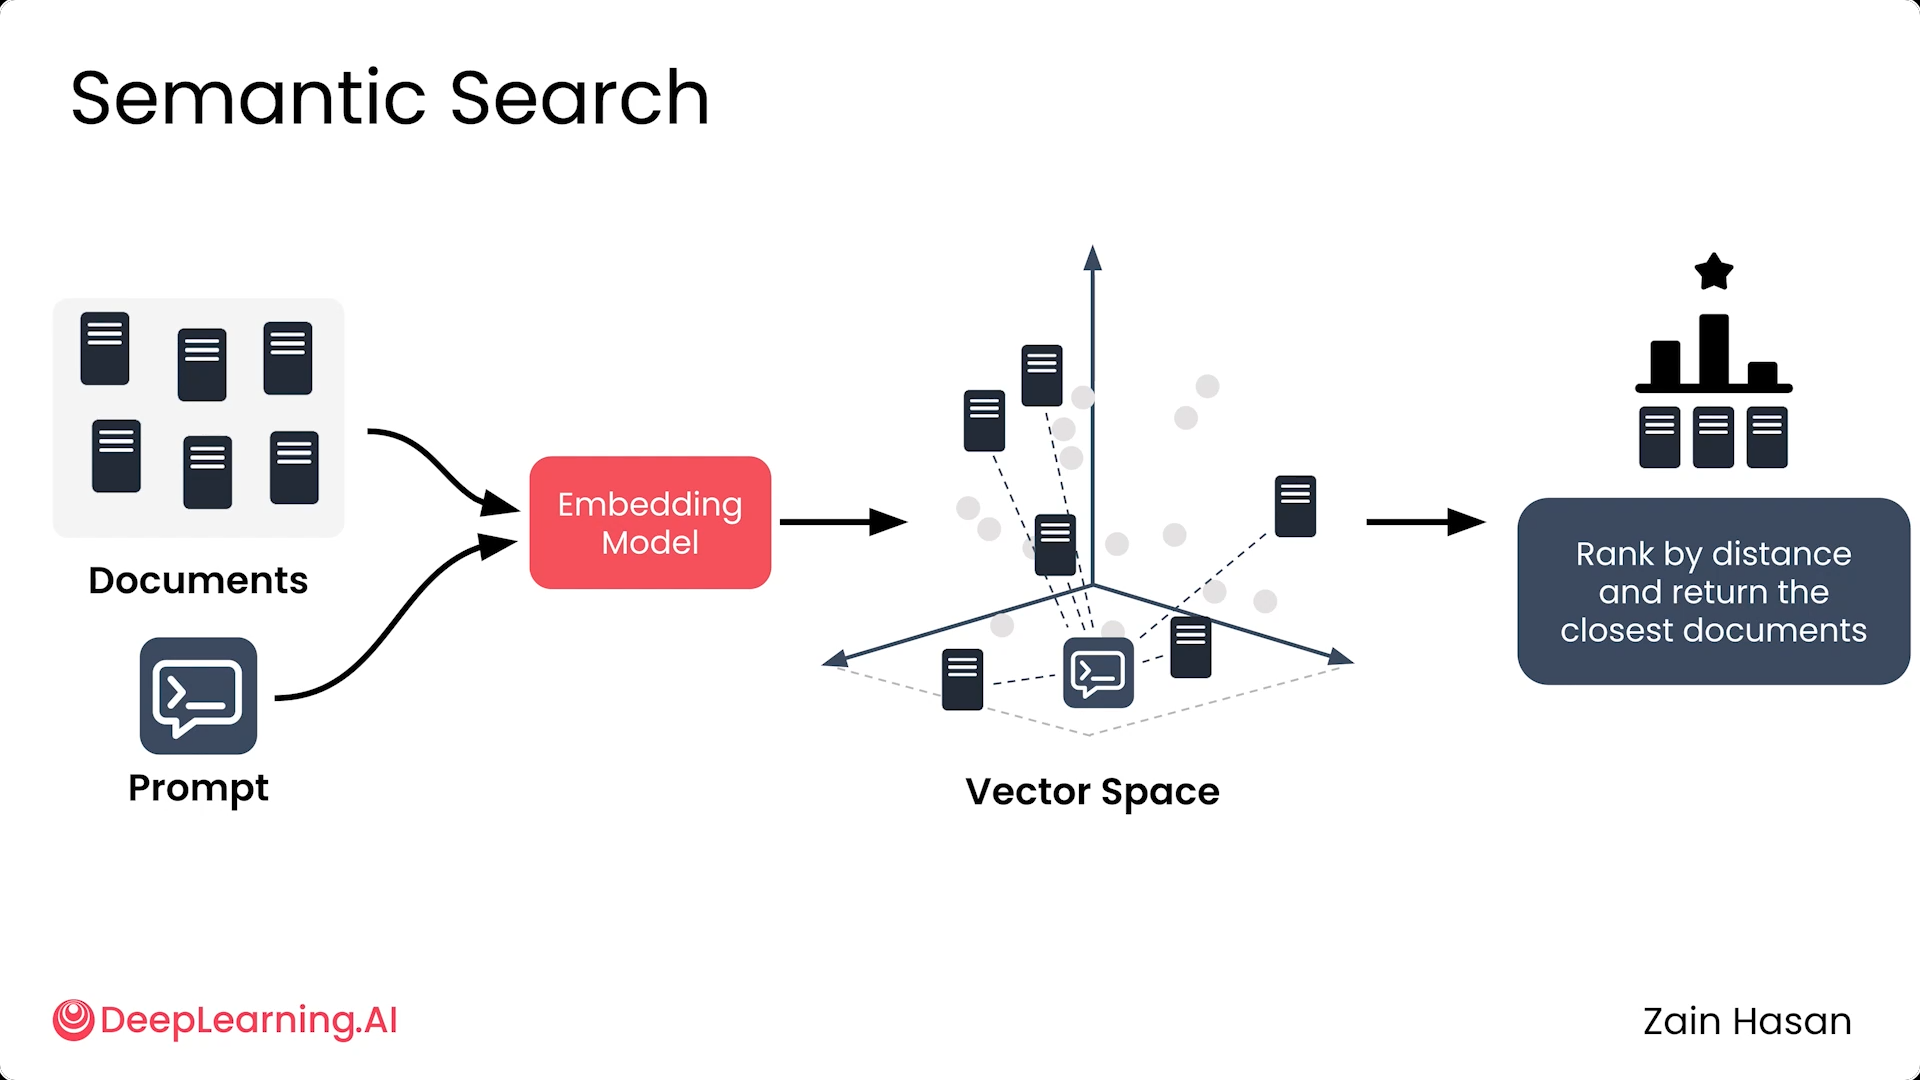 Semantic Search
Documents
Prompt
Embedding
Model
Vector Space
Rank by distance
and return the
closest documents
DeepLearning.AI
Zain Hasan